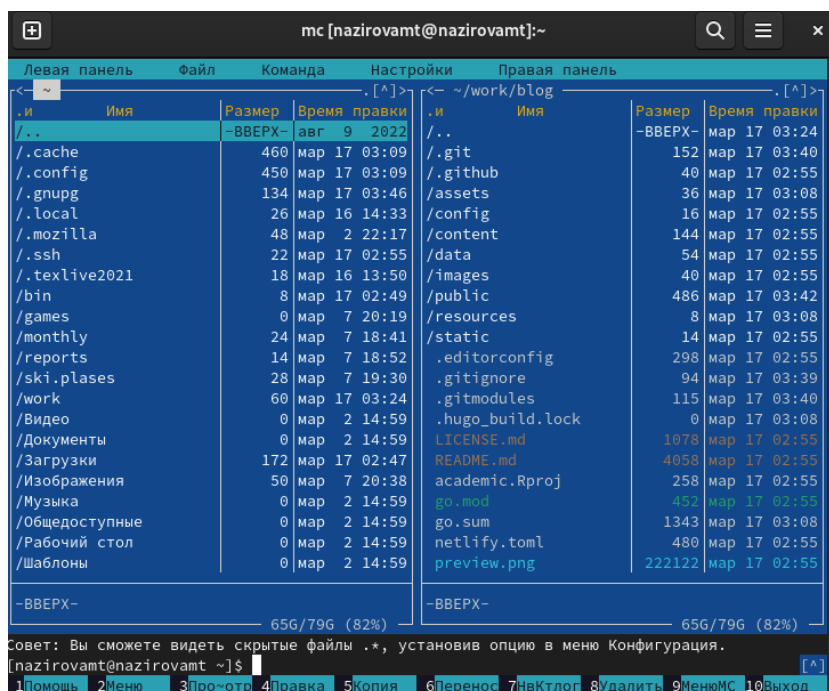 mc [nazirovamt@nazirovamt]:~
Левая панель Файл Команда Настройки Правая панель
<─ ~ ─.[^]>
.и Имя Размер Время правки
/.. -ВВЕРХ- авг 9 2022
/.cache 460 мар 17 03:09
/.config 450 мар 17 03:09
/.gnupg 134 мар 17 03:46
/.local 26 мар 16 14:33
/.mozilla 48 мар 2 22:17
/.ssh 22 мар 17 02:55
/.texlive2021 18 мар 16 13:50
/bin 8 мар 17 02:49
/games 0 мар 7 20:19
/monthly 24 мар 7 18:41
/reports 14 мар 7 18:52
/ski.plases 28 мар 7 19:30
/work 60 мар 17 03:24
/Видео 0 мар 2 14:59
/Документы 0 мар 2 14:59
/Загрузки 172 мар 17 02:47
/Изображения 50 мар 7 20:38
/Музыка 0 мар 2 14:59
/Общедоступные 0 мар 2 14:59
/Рабочий стол 0 мар 2 14:59
/Шаблоны 0 мар 2 14:59
-ВВЕРХ-
65G/79G (82%)
<─ ~/work/blog ─.[^]>
.и Имя Размер Время правки
/.. -ВВЕРХ- мар 17 03:24
/.git 152 мар 17 03:40
/.github 40 мар 17 02:55
/assets 36 мар 17 03:08
/config 16 мар 17 02:55
/content 144 мар 17 02:55
/data 54 мар 17 02:55
/images 40 мар 17 02:55
/public 486 мар 17 03:42
/resources 8 мар 17 03:08
/static 14 мар 17 02:55
.editorconfig 298 мар 17 02:55
.gitignore 94 мар 17 03:39
.gitmodules 115 мар 17 03:40
.hugo_build.lock 0 мар 17 03:08
LICENSE.md 1078 мар 17 02:55
README.md 4058 мар 17 02:55
academic.Rproj 258 мар 17 02:55
go.mod 452 мар 17 02:55
go.sum 1343 мар 17 03:08
netlify.toml 480 мар 17 02:55
preview.png 222122 мар 17 02:55
-ВВЕРХ-
65G/79G (82%)
Совет: Вы сможете видеть скрытые файлы .*, установив опцию в меню Конфигурация.
[nazirovamt@nazirovamt ~]$ [^]
1Помощь 2Меню 3Про~отр 4Правка 5Копия 6Перенос 7НвКтлог 8Удалить 9МенюМС 10Выход